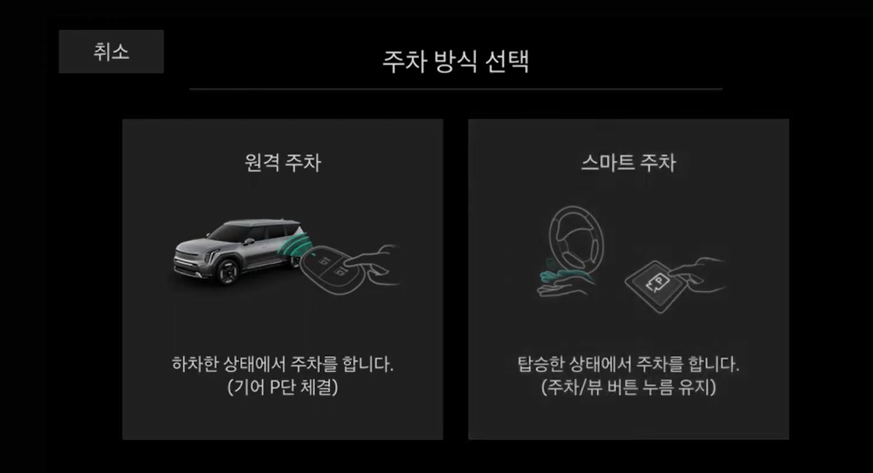 취소
주차 방식 선택
원격 주차
스마트 주차
하차한 상태에서 주차를 합니다.
(기어 P단 체결)
탑승한 상태에서 주차를 합니다.
(주차/뷰 버튼 누름 유지)